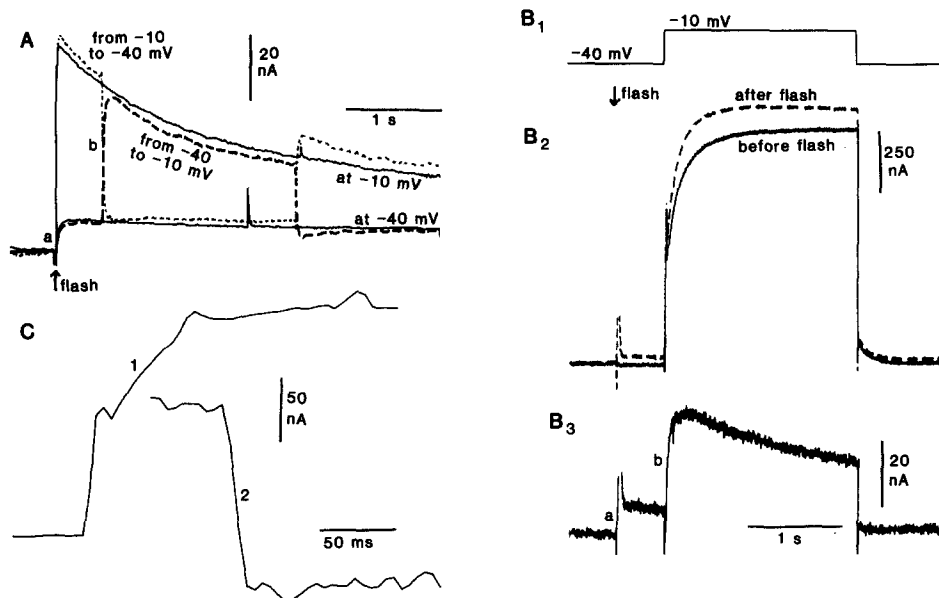 A
from −10
to −40 mV
20
nA
1 s
b
from −40
to −10 mV
at −10 mV
at −40 mV
a
flash
C
1
50
nA
2
50 ms
B1
−10 mV
−40 mV
flash
B2
after flash
before flash
250
nA
B3
b
a
20
nA
1 s